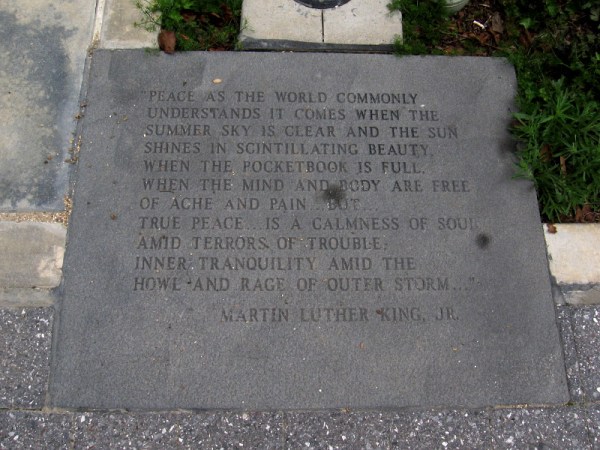 "PEACE AS THE WORLD COMMONLY
UNDERSTANDS IT COMES WHEN THE
SUMMER SKY IS CLEAR AND THE SUN
SHINES IN SCINTILLATING BEAUTY,
WHEN THE POCKETBOOK IS FULL,
WHEN THE MIND AND BODY ARE FREE
OF ACHE AND PAIN...BUT...
TRUE PEACE...IS A CALMNESS OF SOUL
AMID TERRORS OF TROUBLE;
INNER TRANQUILITY AMID THE
HOWL AND RAGE OF OUTER STORM..."
MARTIN LUTHER KING, JR.